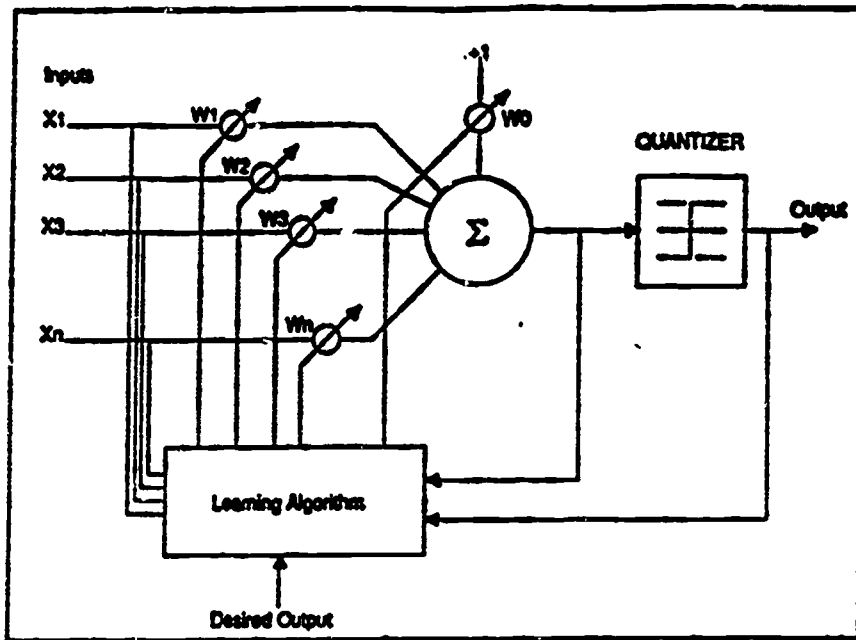 Inputs
X1
W1
+1
W0
X2
W2
QUANTIZER
X3
W3
Σ
Output
Xn
Wn
Learning Algorithm
Desired Output